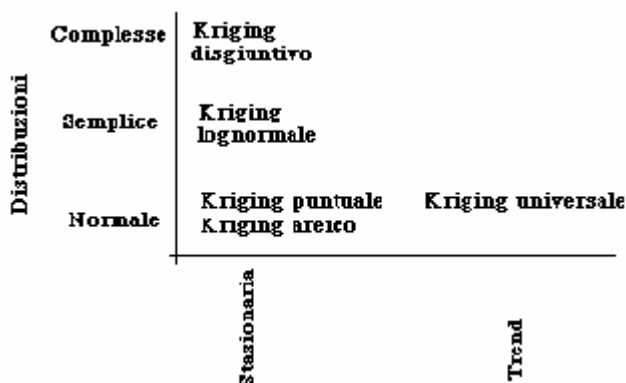 Complesse
Kriging
disgiuntivo
Distribuzioni
Semplice
Kriging
lognormale
Normale
Kriging puntuale
Kriging areico
Kriging universale
Stazionaria
Trend